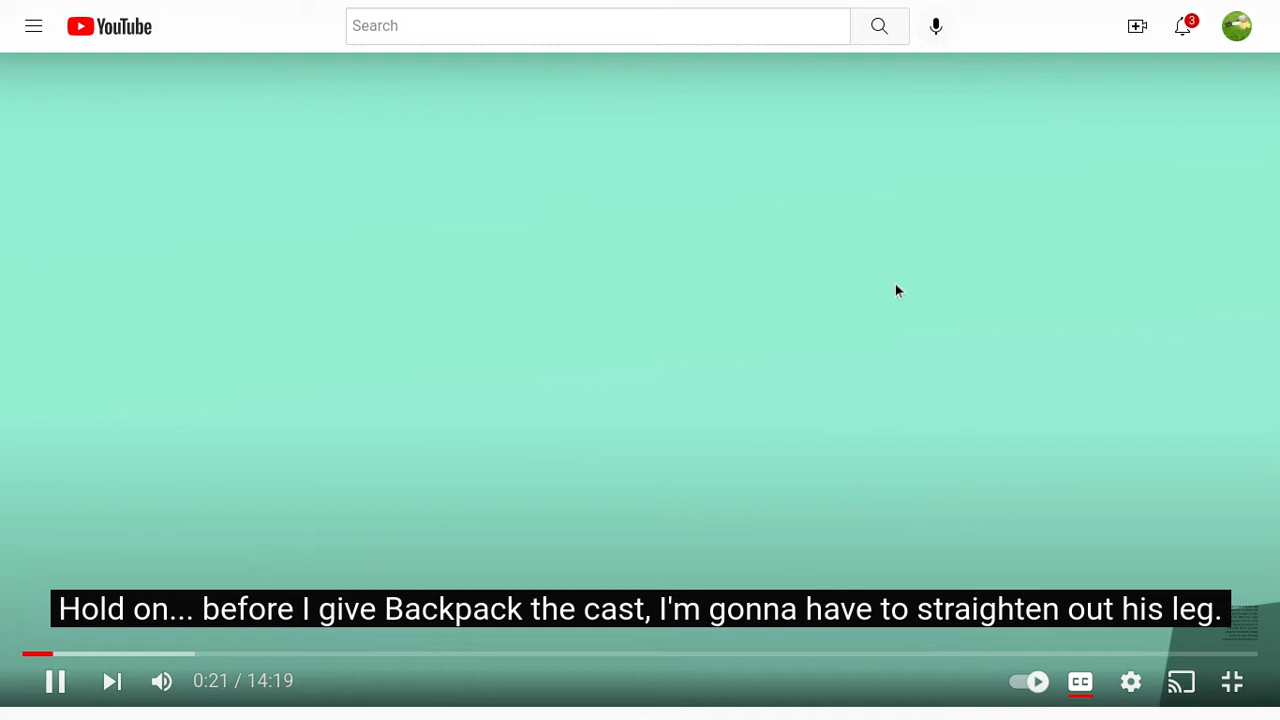 YouTube
Search
3
Hold on... before I give Backpack the cast, I'm gonna have to straighten out his leg.
0:21 / 14:19
CC